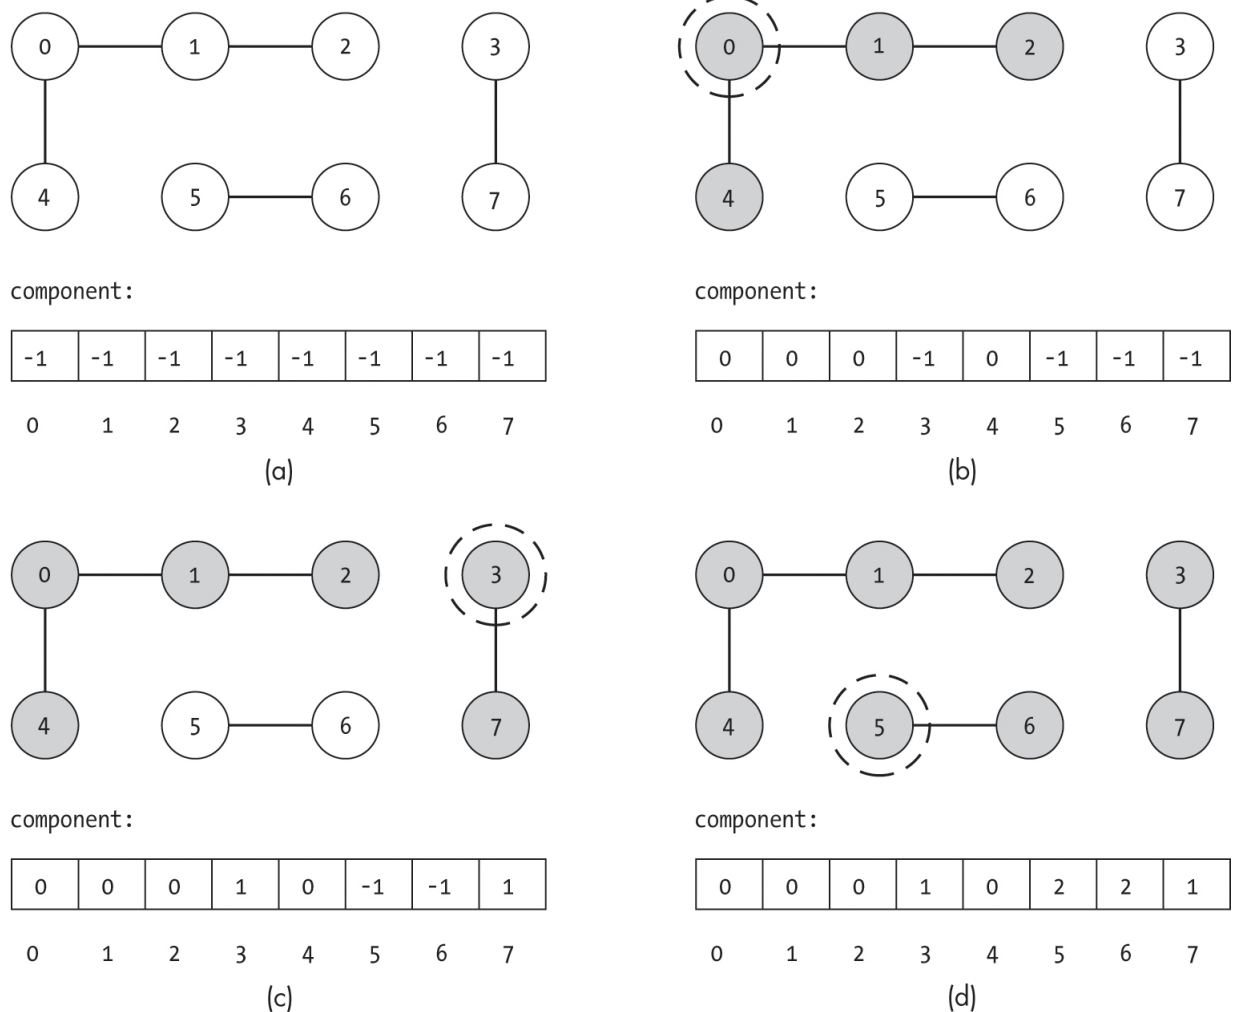 0 1 2 3
4 5 6 7
component:
-1 -1 -1 -1 -1 -1 -1 -1
0 1 2 3 4 5 6 7
(a)
0 1 2 3
4 5 6 7
component:
0 0 0 -1 0 -1 -1 -1
0 1 2 3 4 5 6 7
(b)
0 1 2 3
4 5 6 7
component:
0 0 0 1 0 -1 -1 1
0 1 2 3 4 5 6 7
(c)
0 1 2 3
4 5 6 7
component:
0 0 0 1 0 2 2 1
0 1 2 3 4 5 6 7
(d)